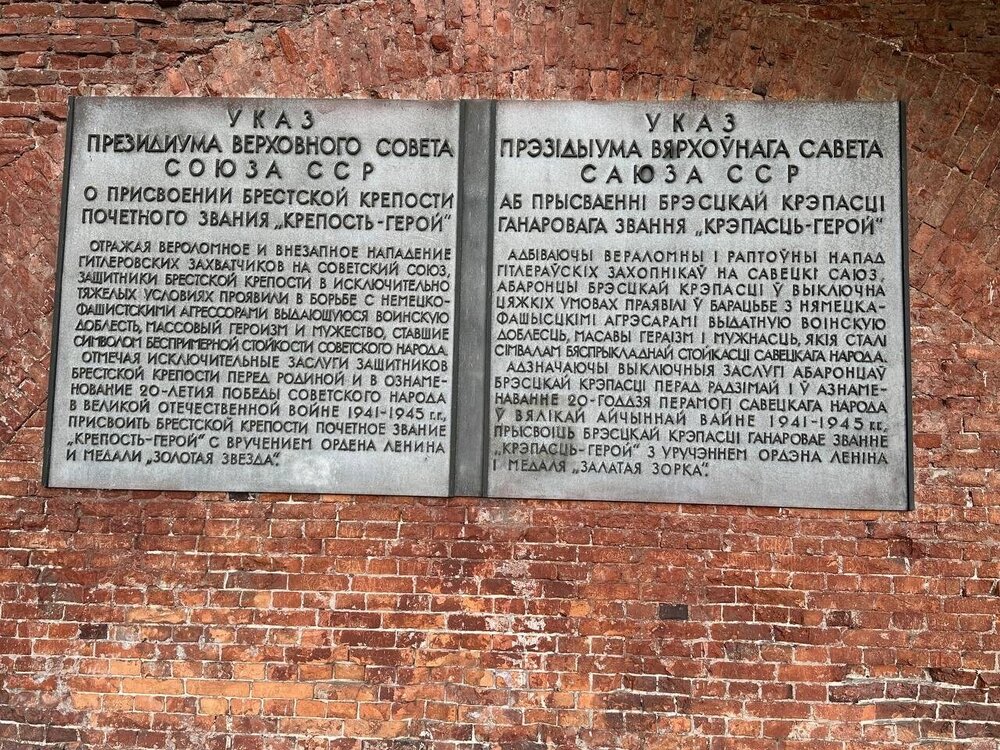 УКАЗ
ПРЕЗИДИУМА ВЕРХОВНОГО СОВЕТА
СОЮЗА ССР
О ПРИСВОЕНИИ БРЕСТСКОЙ КРЕПОСТИ
ПОЧЕТНОГО ЗВАНИЯ „КРЕПОСТЬ-ГЕРОЙ“
ОТРАЖАЯ ВЕРОЛОМНОЕ И ВНЕЗАПНОЕ НАПАДЕНИЕ
ГИТЛЕРОВСКИХ ЗАХВАТЧИКОВ НА СОВЕТСКИЙ СОЮЗ,
ЗАЩИТНИКИ БРЕСТСКОЙ КРЕПОСТИ В ИСКЛЮЧИТЕЛЬНО
ТЯЖЕЛЫХ УСЛОВИЯХ ПРОЯВИЛИ В БОРЬБЕ С НЕМЕЦКО-
ФАШИСТСКИМИ АГРЕССОРАМИ ВЫДАЮЩУЮСЯ ВОИНСКУЮ
ДОБЛЕСТЬ, МАССОВЫЙ ГЕРОИЗМ И МУЖЕСТВО, СТАВШИЕ
СИМВОЛОМ БЕСПРИМЕРНОЙ СТОЙКОСТИ СОВЕТСКОГО НАРОДА.
ОТМЕЧАЯ ИСКЛЮЧИТЕЛЬНЫЕ ЗАСЛУГИ ЗАЩИТНИКОВ
БРЕСТСКОЙ КРЕПОСТИ ПЕРЕД РОДИНОЙ И В ОЗНАМЕ-
НОВАНИЕ 20-ЛЕТИЯ ПОБЕДЫ СОВЕТСКОГО НАРОДА
В ВЕЛИКОЙ ОТЕЧЕСТВЕННОЙ ВОЙНЕ 1941-1945 г.г.,
ПРИСВОИТЬ БРЕСТСКОЙ КРЕПОСТИ ПОЧЕТНОЕ ЗВАНИЕ
„КРЕПОСТЬ-ГЕРОЙ“ С ВРУЧЕНИЕМ ОРДЕНА ЛЕНИНА
И МЕДАЛИ „ЗОЛОТАЯ ЗВЕЗДА“.
УКАЗ
ПРЭЗІДЫУМА ВЯРХОЎНАГА САВЕТА
САЮЗА ССР
АБ ПРЫСВАЕННІ БРЭСЦКАЙ КРЭПАСЦІ
ГАНАРОВАГА ЗВАННЯ „КРЭПАСЦЬ-ГЕРОЙ“
АДБІВАЮЧЫ ВЕРАЛОМНЫ І РАПТОЎНЫ НАПАД
ГІТЛЕРАЎСКІХ ЗАХОПНІКАЎ НА САВЕЦКІ САЮЗ,
АБАРОНЦЫ БРЭСЦКАЙ КРЭПАСЦІ Ў ВЫКЛЮЧНА
ЦЯЖКІХ УМОВАХ ПРАЯВІЛІ Ў БАРАЦЬБЕ З НЯМЕЦКА-
ФАШЫСЦКІМІ АГРЭСАРАМІ ВЫДАТНУЮ ВОІНСКУЮ
ДОБЛЕСЦЬ, МАСАВЫ ГЕРАІЗМ І МУЖНАСЦЬ, ЯКІЯ СТАЛІ
СІМВАЛАМ БЯСПРЫКЛАДНАЙ СТОЙКАСЦІ САВЕЦКАГА НАРОДА.
АДЗНАЧАЮЧЫ ВЫКЛЮЧНЫЯ ЗАСЛУГІ АБАРОНЦАЎ
БРЭСЦКАЙ КРЭПАСЦІ ПЕРАД РАДЗІМАЙ І Ў АЗНАМЕ-
НАВАННЕ 20-ГОДДЗЯ ПЕРАМОГІ САВЕЦКАГА НАРОДА
Ў ВЯЛІКАЙ АЙЧЫННАЙ ВАЙНЕ 1941-1945 г.г.,
ПРЫСВОІЦЬ БРЭСЦКАЙ КРЭПАСЦІ ГАНАРОВАЕ ЗВАННЕ
„КРЭПАСЦЬ-ГЕРОЙ“ З УРУЧЭННЕМ ОРДЭНА ЛЕНІНА
І МЕДАЛЯ „ЗАЛАТАЯ ЗОРКА“.